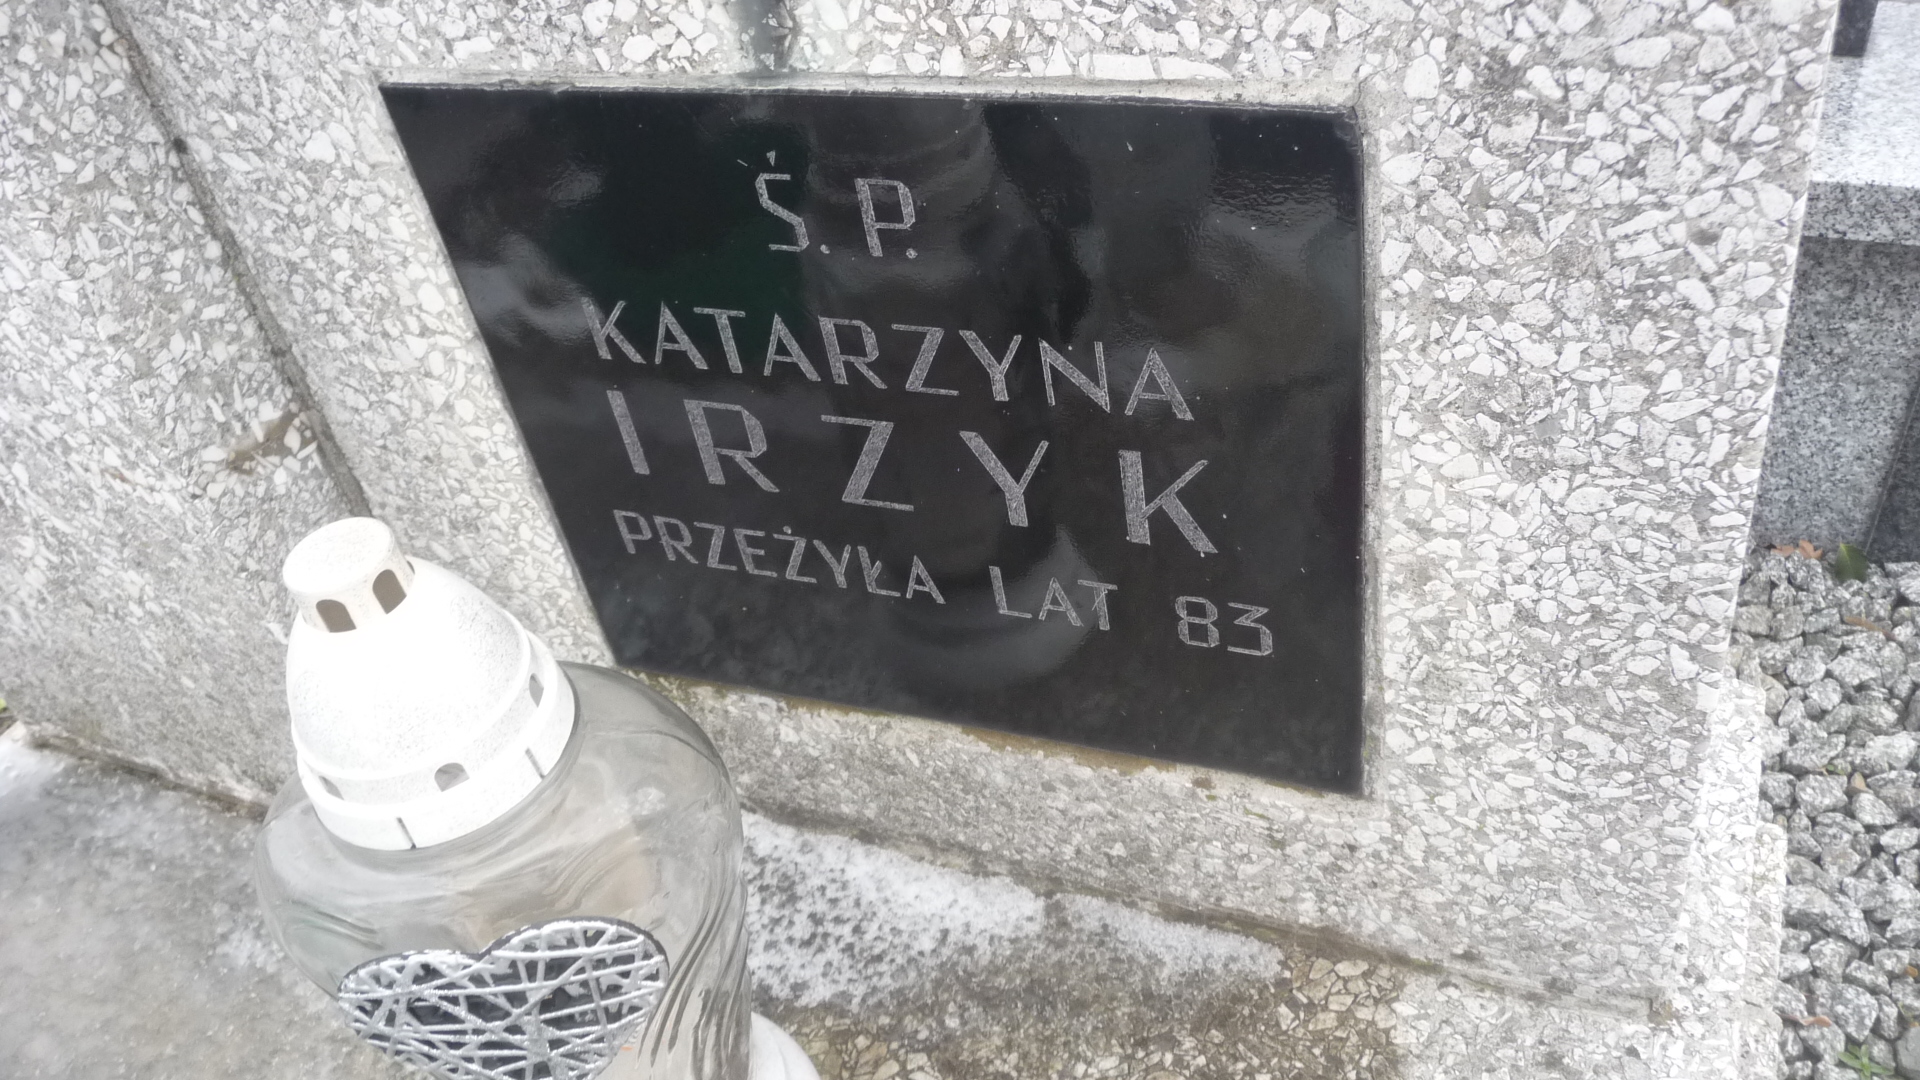 Ś. P.
KATARZYNA
IRZYK
PRZEŻYŁA LAT 83